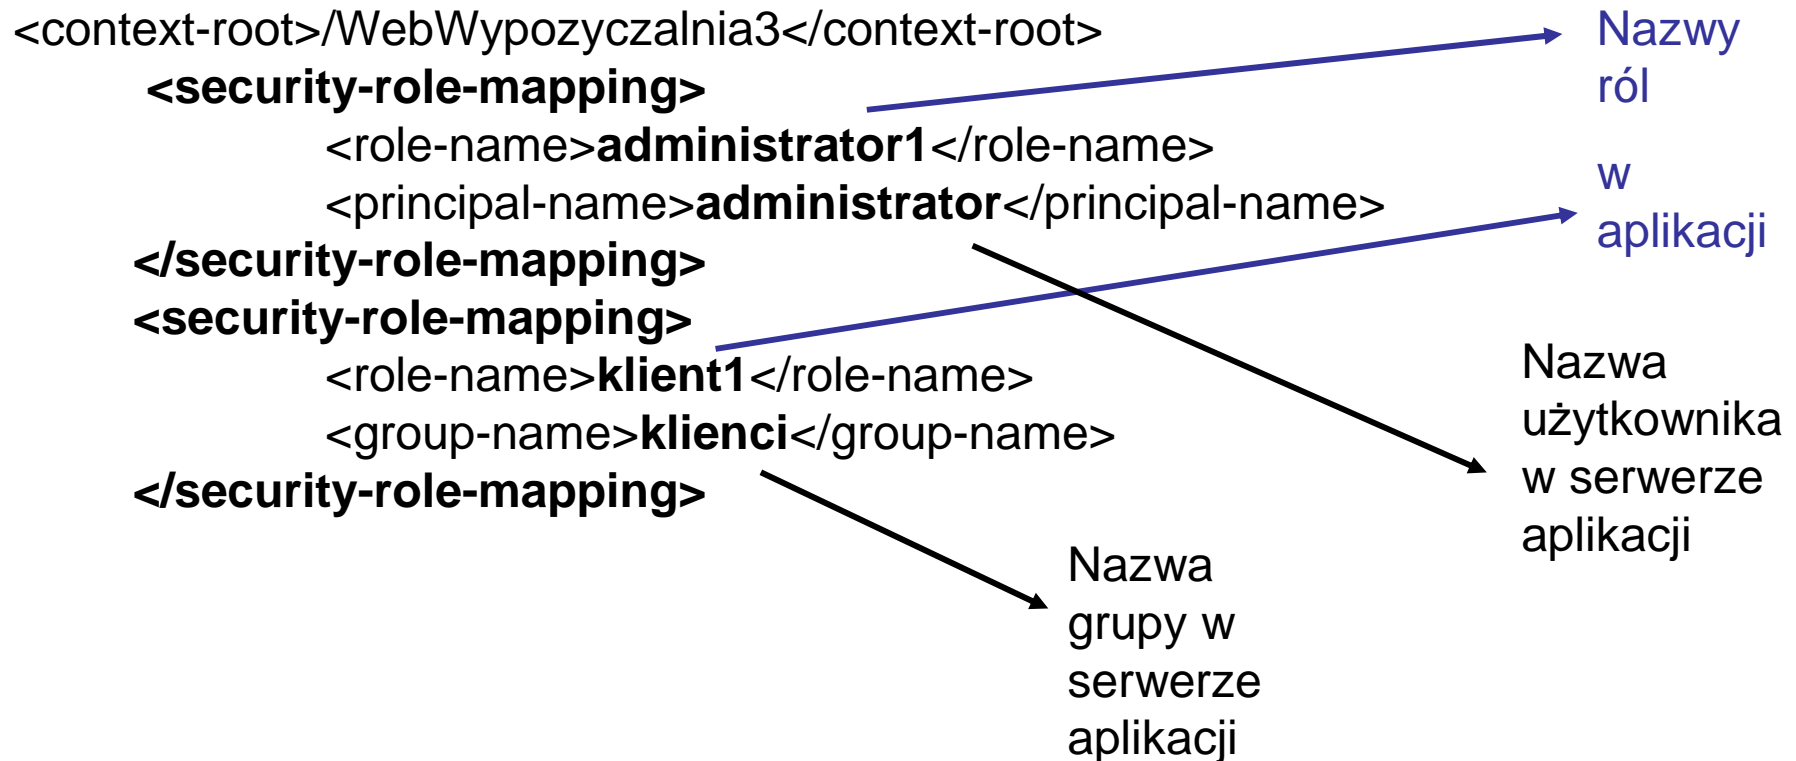 <context-root>/WebWypozyczalnia3</context-root>
<security-role-mapping>
<role-name>administrator1</role-name>
<principal-name>administrator</principal-name>
</security-role-mapping>
<security-role-mapping>
<role-name>klient1</role-name>
<group-name>klienci</group-name>
</security-role-mapping>
Nazwy
ról
w
aplikacji
Nazwa
użytkownika
w serwerze
aplikacji
Nazwa
grupy w
serwerze
aplikacji